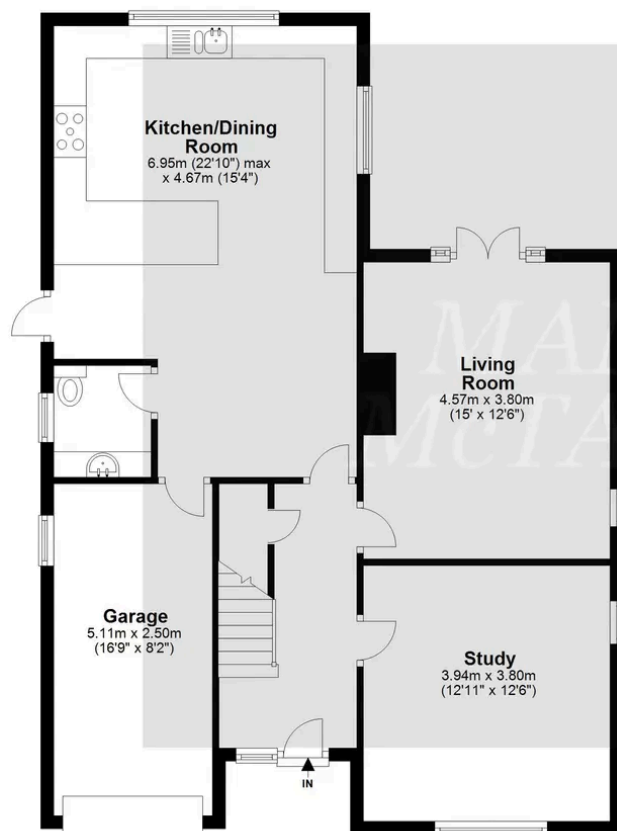 Kitchen/Dining
Room
6.95m (22'10") max
x 4.67m (15'4")
Living
Room
4.57m x 3.80m
(15' x 12'6")
Garage
5.11m x 2.50m
(16'9" x 8'2")
Study
3.94m x 3.80m
(12'11" x 12'6")
IN